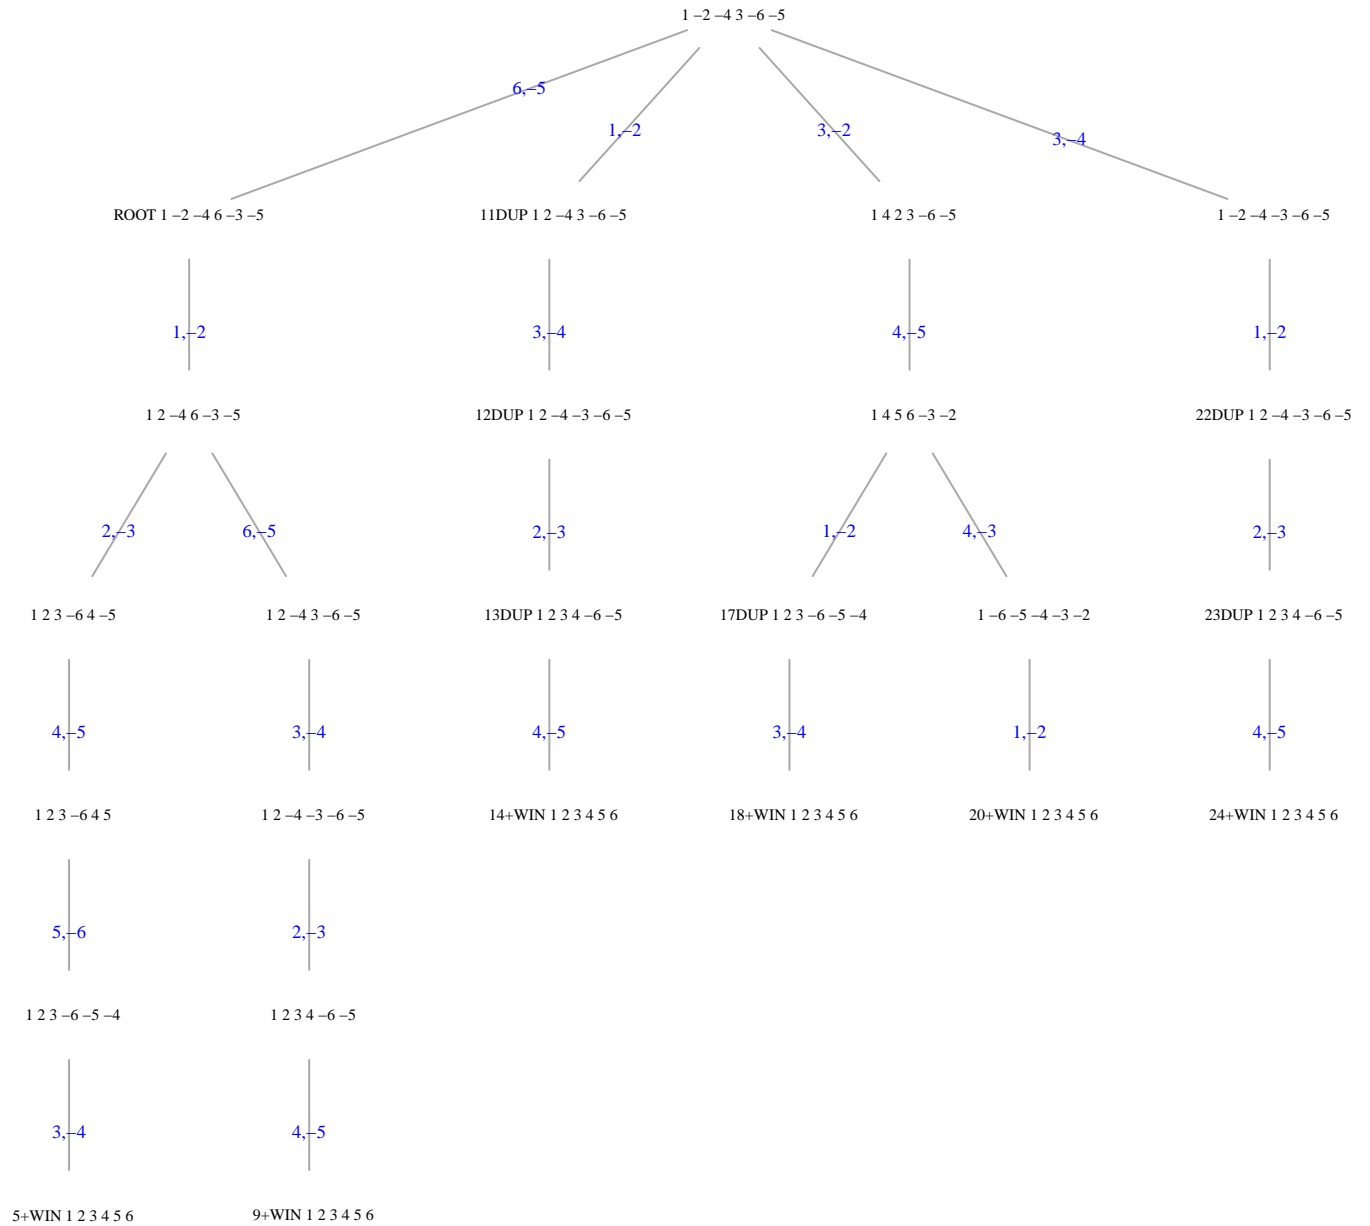 1 –2 –4 3 –6 –5
6,–5
1,–2
3,–2
3,–4
ROOT 1 –2 –4 6 –3 –5
11DUP 1 2 –4 3 –6 –5
1 4 2 3 –6 –5
1 –2 –4 –3 –6 –5
1,–2
3,–4
4,–5
1,–2
1 2 –4 6 –3 –5
12DUP 1 2 –4 –3 –6 –5
1 4 5 6 –3 –2
22DUP 1 2 –4 –3 –6 –5
2,–3
6,–5
2,–3
1,–2
4,–3
2,–3
1 2 3 –6 4 –5
1 2 –4 3 –6 –5
13DUP 1 2 3 4 –6 –5
17DUP 1 2 3 –6 –5 –4
1 –6 –5 –4 –3 –2
23DUP 1 2 3 4 –6 –5
4,–5
3,–4
4,–5
3,–4
1,–2
4,–5
1 2 3 –6 4 5
1 2 –4 –3 –6 –5
14+WIN 1 2 3 4 5 6
18+WIN 1 2 3 4 5 6
20+WIN 1 2 3 4 5 6
24+WIN 1 2 3 4 5 6
5,–6
2,–3
1 2 3 –6 –5 –4
1 2 3 4 –6 –5
3,–4
4,–5
5+WIN 1 2 3 4 5 6
9+WIN 1 2 3 4 5 6